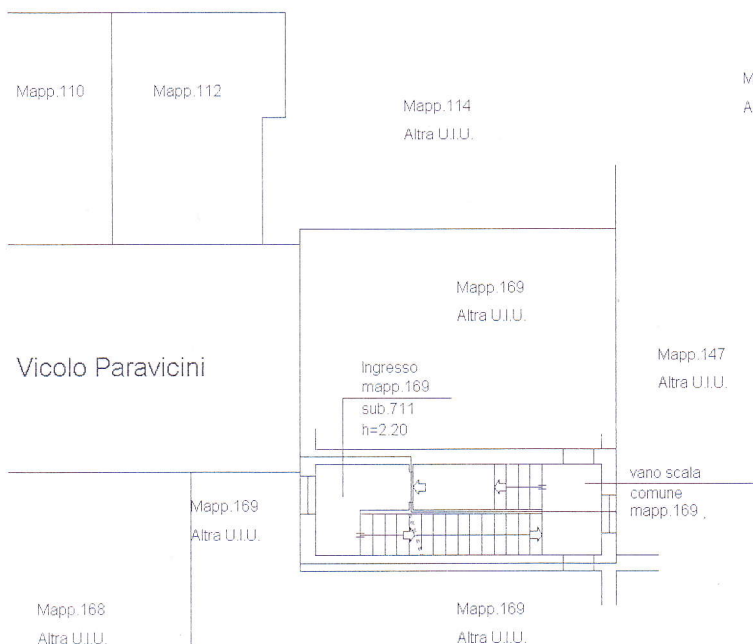 Mapp.110
Mapp.112
Mapp.114
Altra U.I.U.
M
A
Mapp.169
Altra U.I.U.
Vicolo Paravicini
Ingresso
mapp.169
sub.711
h=2.20
Mapp.147
Altra U.I.U.
vano scala
comune
mapp.169
Mapp.169
Altra U.I.U.
Mapp.168
Altra U.I.U.
Mapp.169
Altra U.I.U.